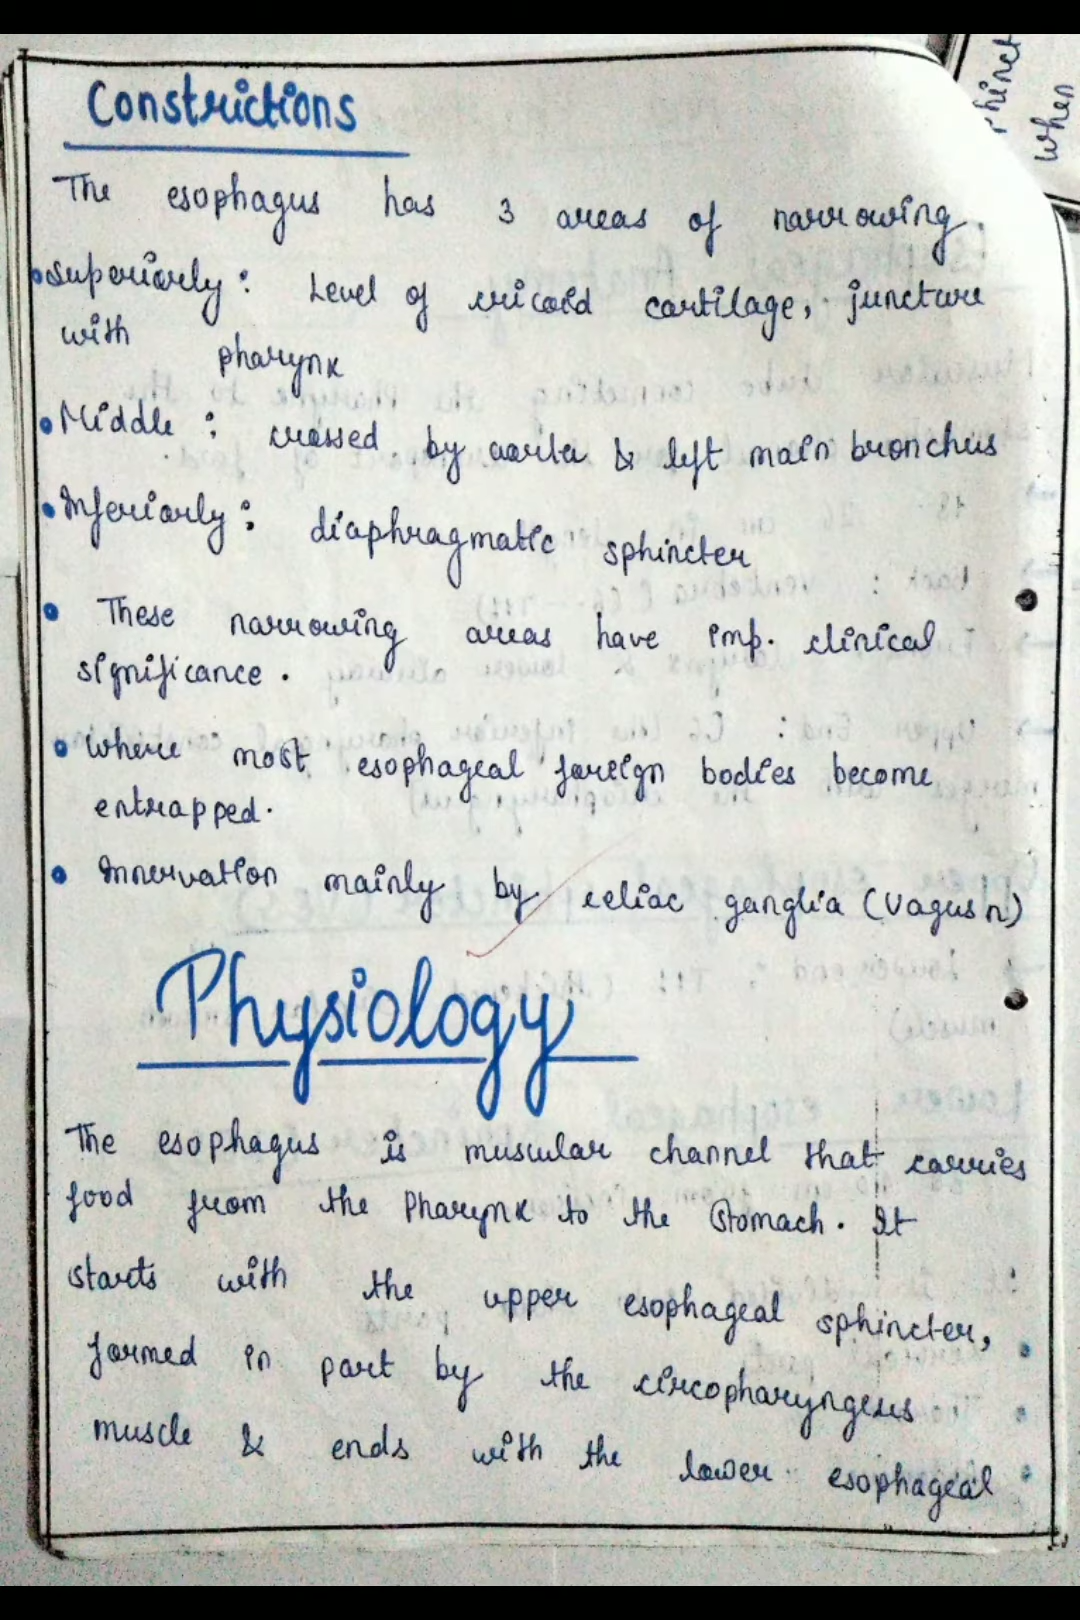 Constrictions
The esophagus has 3 areas of narrowing.
• Superiorly: Level of cricoid cartilage, juncture
with pharynx
• Middle: crossed by aorta & left main bronchus
• Inferiorly: diaphragmatic sphincter
• These narrowing areas have imp. clinical
significance.
• Where most esophageal foreign bodies become
entrapped.
• Innervation mainly by celiac ganglia (Vagus n)
Physiology
The esophagus is muscular channel that carries
food from the Pharynx to the Stomach. It
starts with the upper esophageal sphincter,
formed in part by the circopharyngeus
muscle & ends with the lower esophageal
when